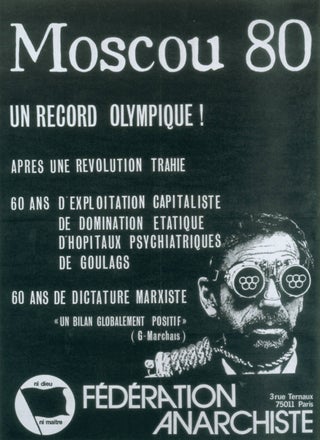 Moscou 80
UN RECORD OLYMPIQUE !
APRES UNE REVOLUTION TRAHIE
60 ANS D'EXPLOITATION CAPITALISTE
DE DOMINATION ETATIQUE
D'HOPITAUX PSYCHIATRIQUES
DE GOULAGS
60 ANS DE DICTATURE MARXISTE
«UN BILAN GLOBALEMENT POSITIF»
(G-Marchais)
ni dieu
ni maître
FÉDÉRATION
ANARCHISTE
3 rue Ternaux
75011 Paris